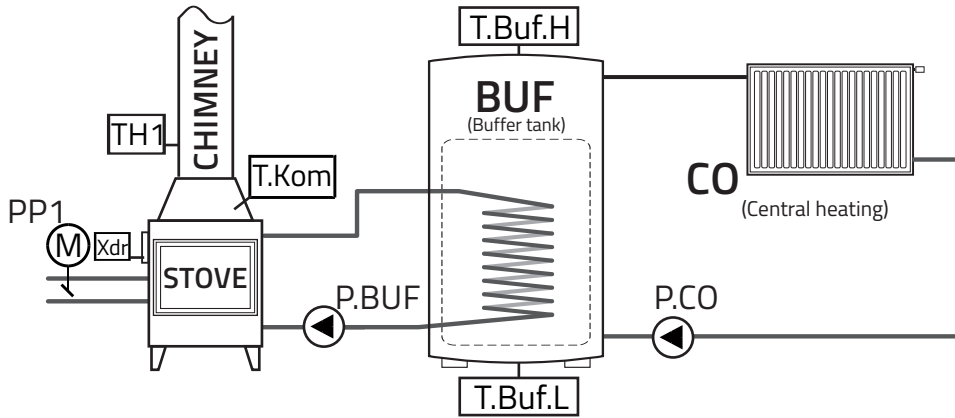 T.Buf.H
CHIMNEY
BUF
(Buffer tank)
TH1
T.Kom
CO
(Central heating)
PP1
M
Xdr
STOVE
P.BUF
P.CO
T.Buf.L